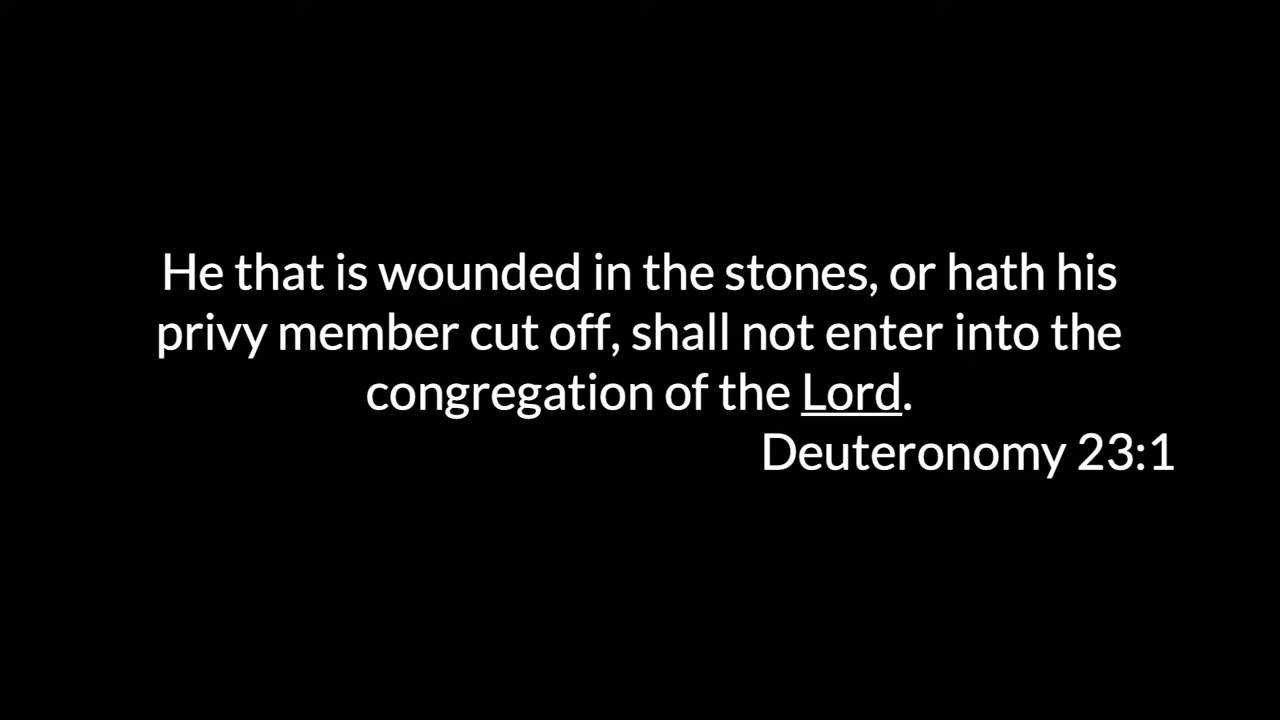 He that is wounded in the stones, or hath his
privy member cut off, shall not enter into the
congregation of the Lord.
Deuteronomy 23:1